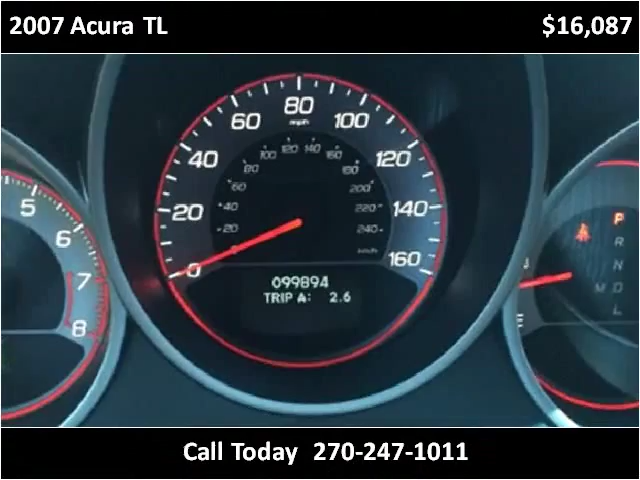 2007 Acura TL $16,087
80
60 mph 100
120 140
100 160
40 80 180 120
60 200
5 20 40 220 140 P
6 20 240 R
km/h N
7 0 160 M D
8 099894 L
TRIP A: 2.6 E
Call Today 270-247-1011